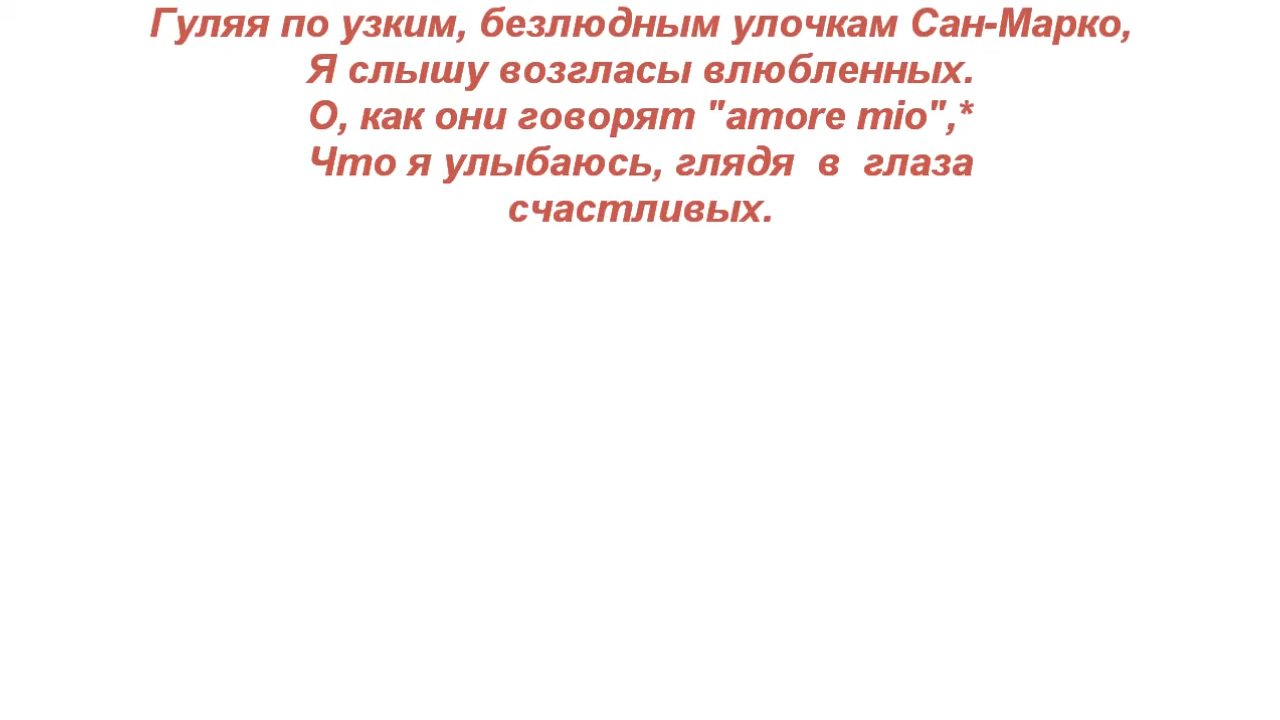 Гуляя по узким, безлюдным улочкам Сан-Марко,
Я слышу возгласы влюбленных.
О, как они говорят "amore mio",*
Что я улыбаюсь, глядя  в  глаза
счастливых.